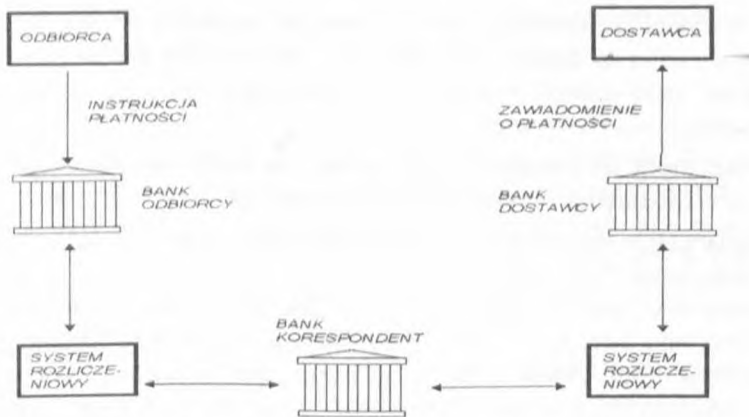 ODBIORCA
DOSTAWCA
INSTRUKCJA
PŁATNOŚCI
ZAWIADOMIENIE
O PŁATNOŚCI
BANK
ODBIORCY
BANK
DOSTAWCY
BANK
KORESPONDENT
SYSTEM
ROZLICZE-
NIOWY
SYSTEM
ROZLICZE-
NIOWY